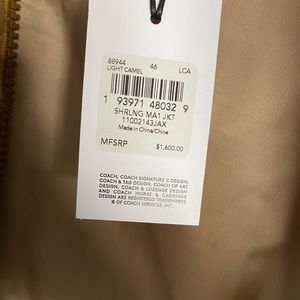 88944 46 LCA
LIGHT CAMEL
1 93971 48032 9
SHRLNG MA1 JKT
11002143JAX
Made in China/Chine
MFSRP $1,600.00
COACH, COACH SIGNATURE C DESIGN,
COACH & TAG DESIGN, COACH OP ART
DESIGN, COACH & LOZENGE DESIGN
AND COACH HORSE & CARRIAGE
DESIGN ARE REGISTERED TRADEMARKS
® OF COACH SERVICES, INC.